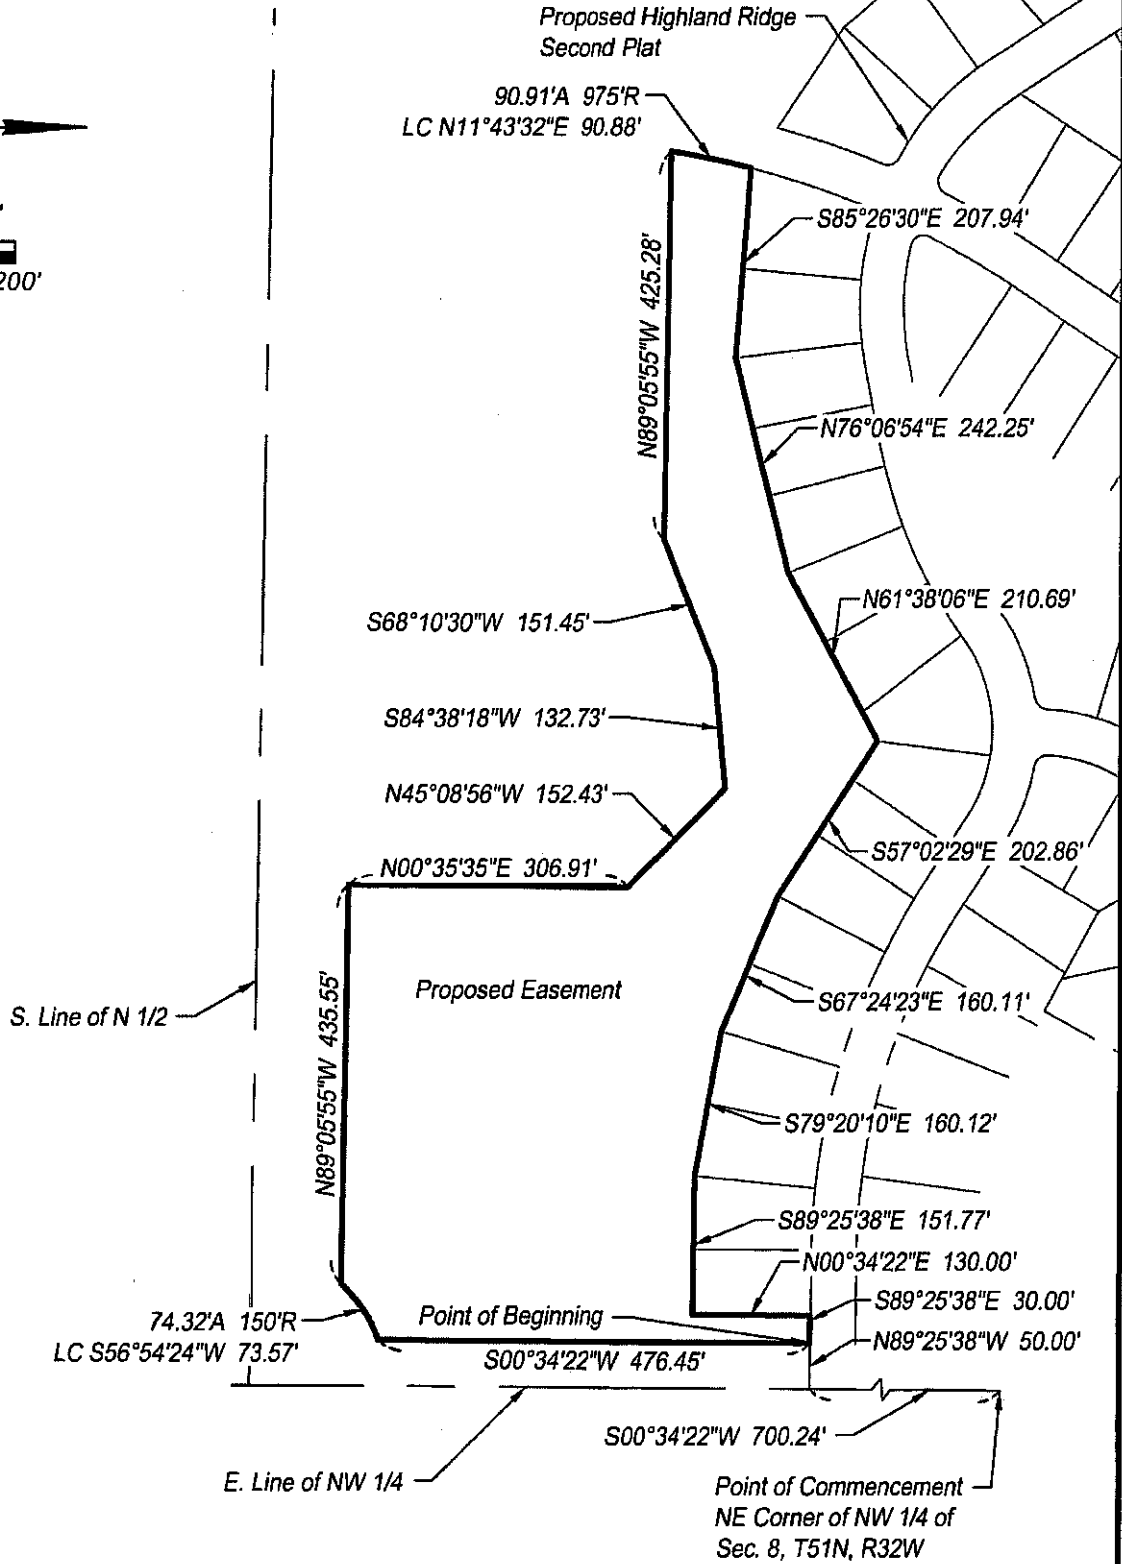 Proposed Highland Ridge
Second Plat
90.91'A 975'R
LC N11°43'32"E 90.88'
200'
S85°26'30"E 207.94'
N89°05'55"W 425.28'
N76°06'54"E 242.25'
N61°38'06"E 210.69'
S68°10'30"W 151.45'
S84°38'18"W 132.73'
N45°08'56"W 152.43'
S57°02'29"E 202.86'
N00°35'35"E 306.91'
Proposed Easement
S67°24'23"E 160.11'
S. Line of N 1/2
N89°05'55"W 435.55'
S79°20'10"E 160.12'
S89°25'38"E 151.77'
N00°34'22"E 130.00'
S89°25'38"E 30.00'
Point of Beginning
74.32'A 150'R
LC S56°54'24"W 73.57'
N89°25'38"W 50.00'
S00°34'22"W 476.45'
S00°34'22"W 700.24'
E. Line of NW 1/4
Point of Commencement
NE Corner of NW 1/4 of
Sec. 8, T51N, R32W